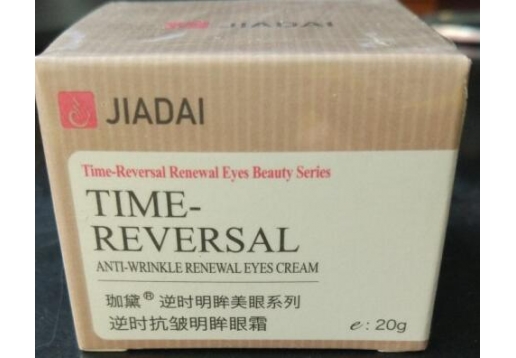 JIADAI
JIADAI
Time-Reversal Renewal Eyes Beauty Series
TIME-
REVERSAL
ANTI-WRINKLE RENEWAL EYES CREAM
珈黛® 逆时明眸美眼系列
逆时抗皱明眸眼霜
e: 20g